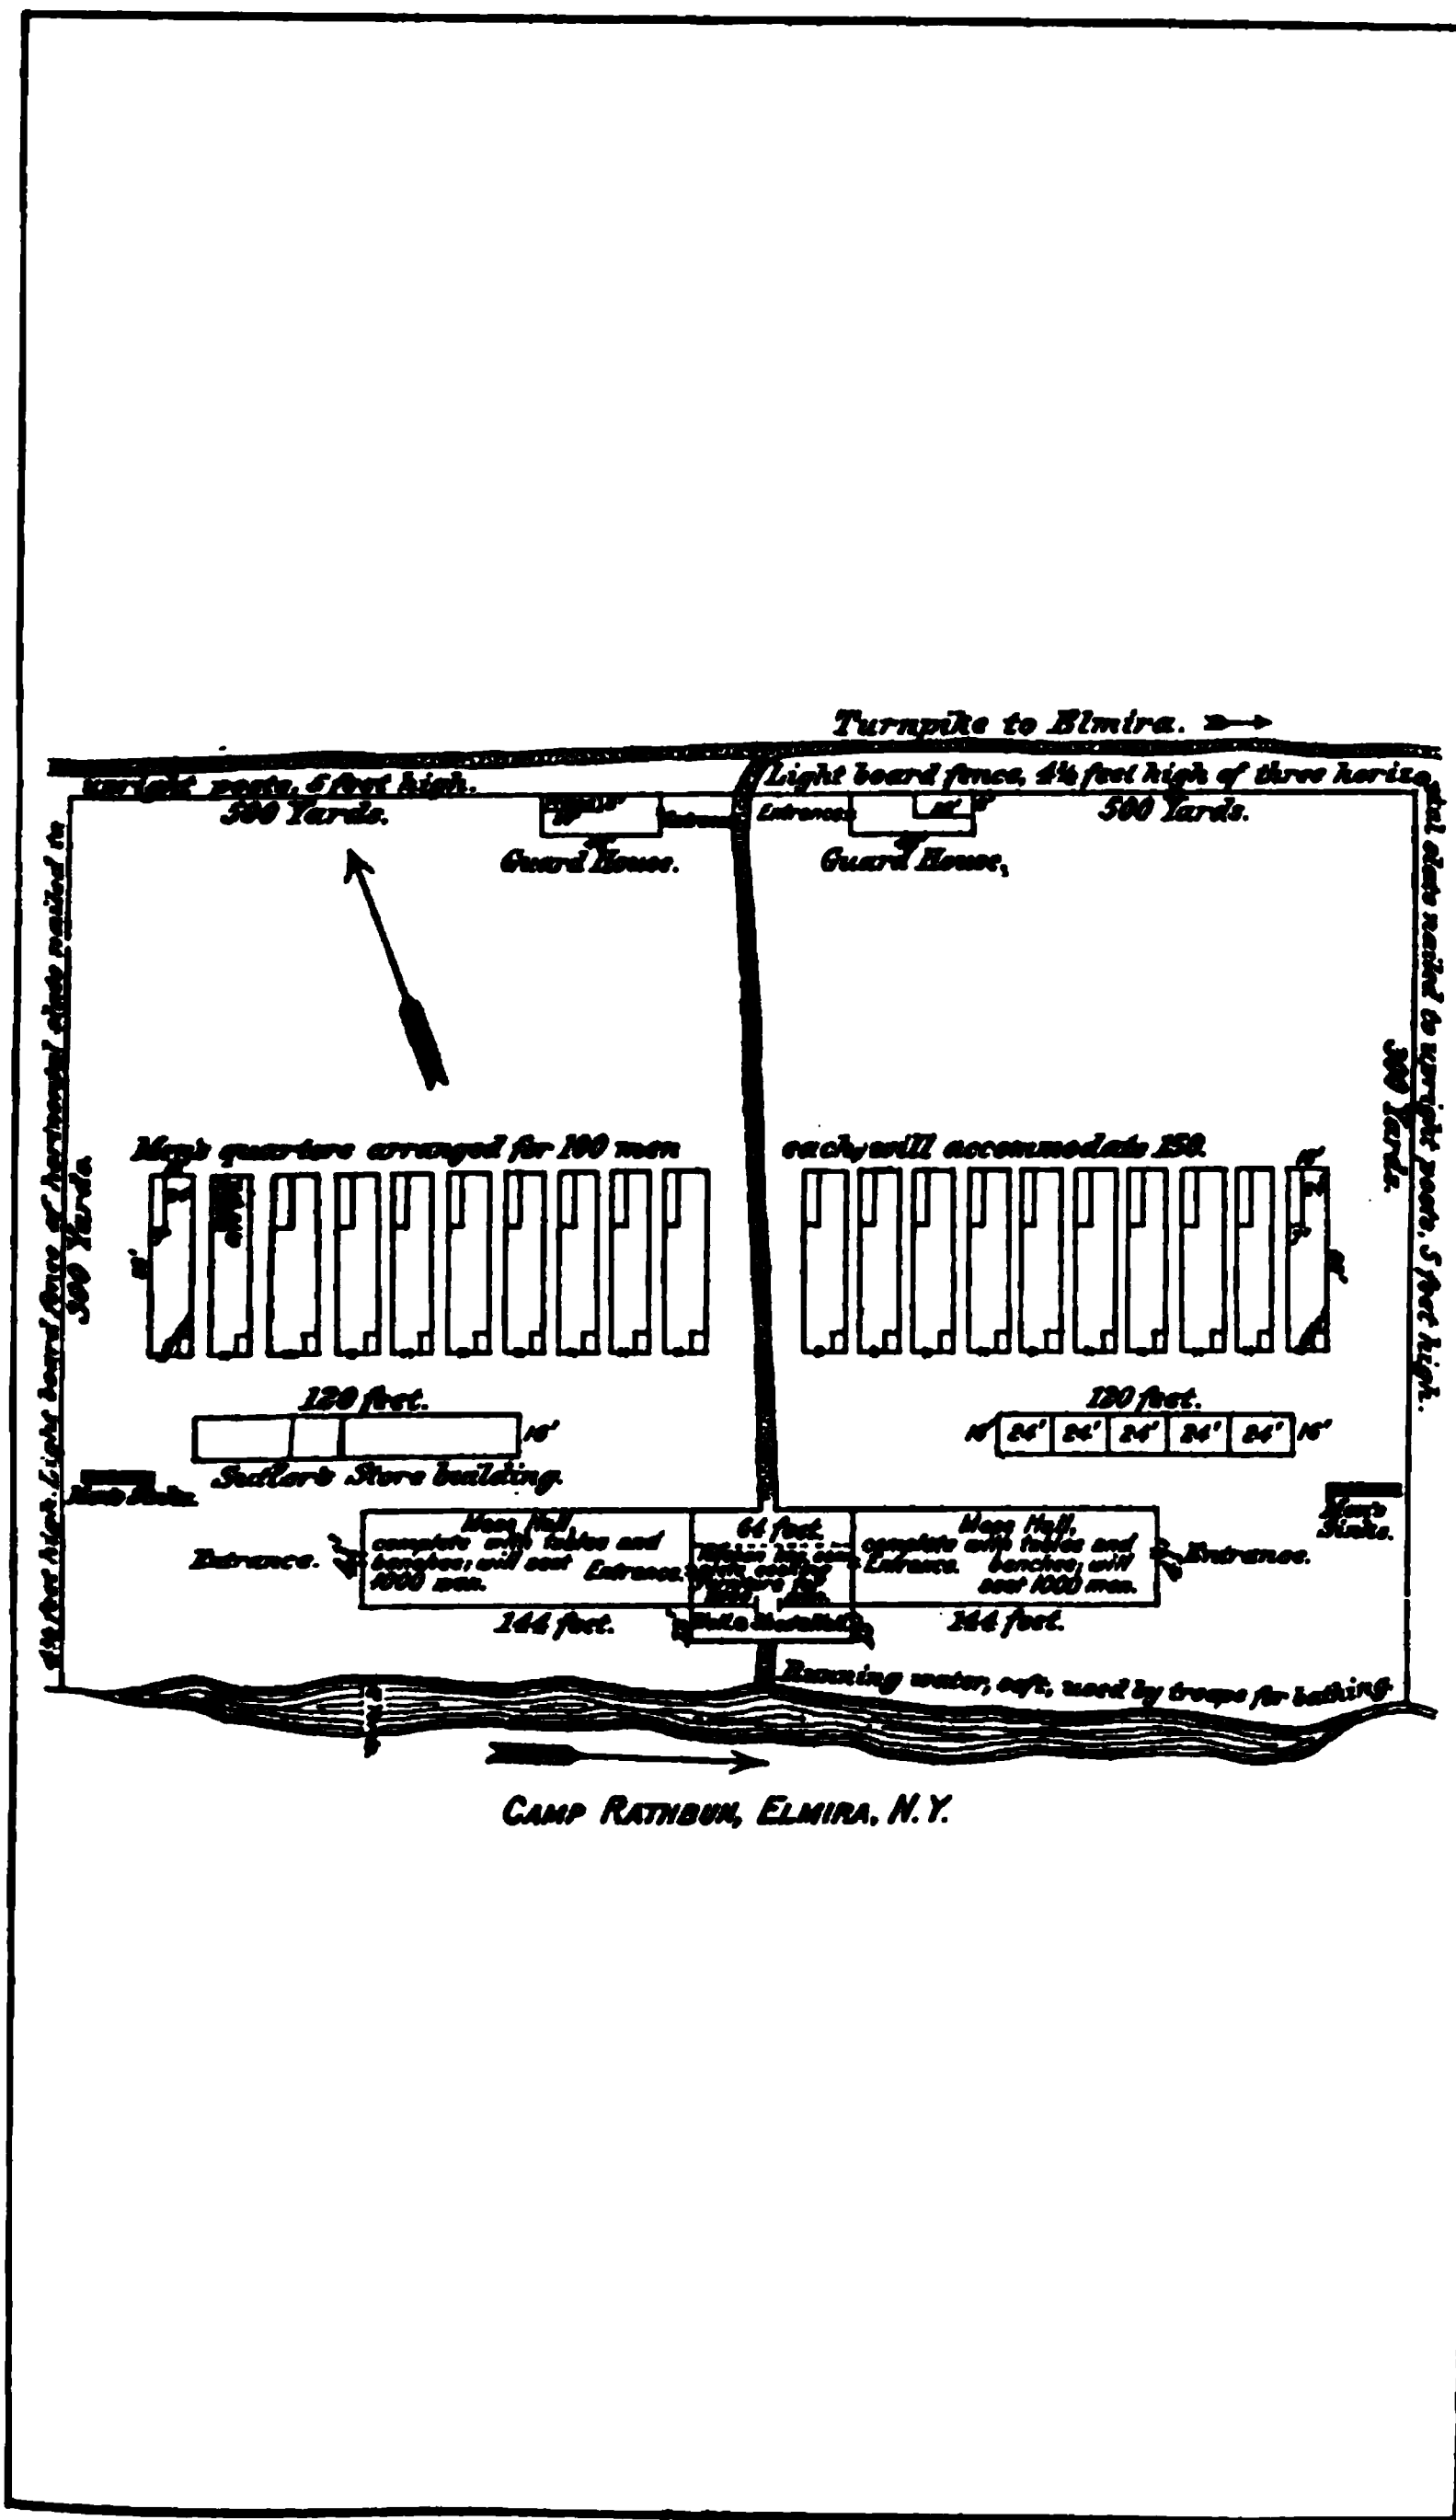 Turnpike to Elmira.
upright posts, 5 feet high.
Light board fence, 4½ feet high of three horizontal slats nailed to upright posts, 5 feet high.
500 Yards.
500 Yards.
Entrance
Entrance.
Guard House.
Guard House,
300 Yards.
300 Yards.
4½ feet high. Light board fence of horizontal slats nailed to
Men's quarters arranged for 100 men
each, will accommodate 150.
120 feet.
16'
Sutler's Store building.
120 feet.
16' 24' 24' 24' 24' 24' 16'
Men's Sinks.
Men's
Sinks.
Entrance.
Mess Hall,
complete with tables and
benches; will seat
1000 men.
Entrance.
64 feet.
Mess Hall,
complete with tables and
Entrance. benches; will
seat 1000 men.
Entrance.
144 feet.
144 feet.
Running water, soft, used by troops for bathing.
CAMP RATHBUN, ELMIRA, N.Y.